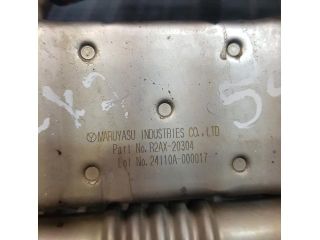 MARUYASU INDUSTRIES CO., LTD
Part No. R2AX-20304
Lot No. 24110A-000017